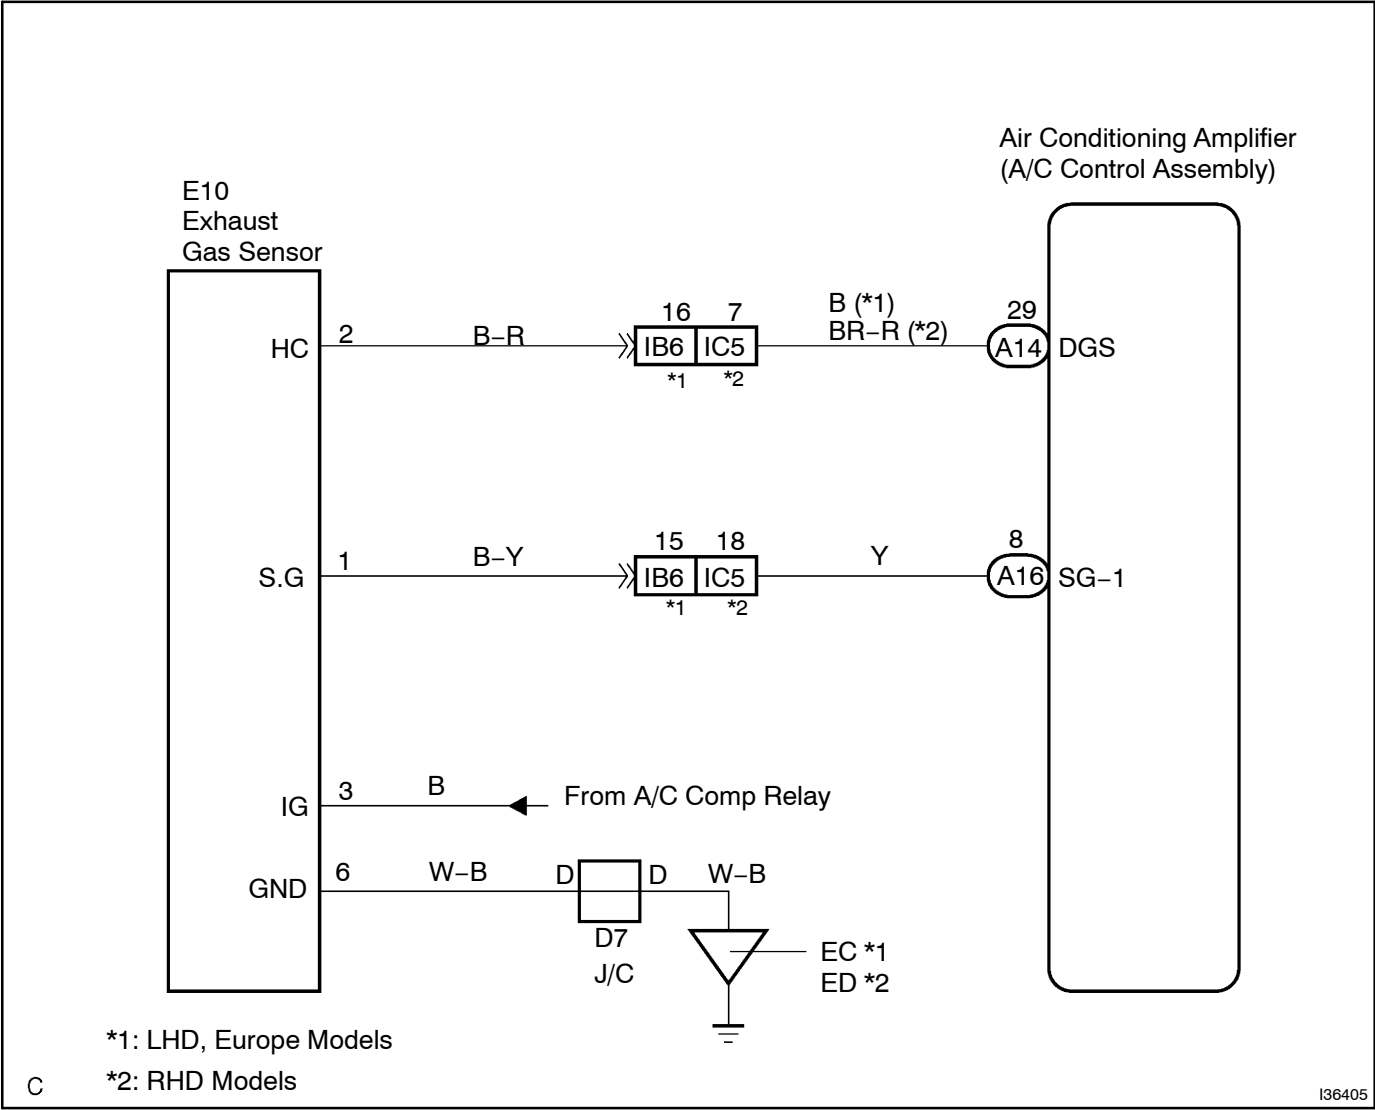 Air Conditioning Amplifier
(A/C Control Assembly)
E10
Exhaust
Gas Sensor
HC
2
B–R
16
7
IB6
IC5
*1
*2
B (*1)
BR–R (*2)
29
A14
DGS
S.G
1
B–Y
15
18
IB6
IC5
*1
*2
Y
8
A16
SG–1
IG
3
B
From A/C Comp Relay
GND
6
W–B
D
D
W–B
D7
J/C
EC *1
ED *2
*1: LHD, Europe Models
*2: RHD Models
C
I36405